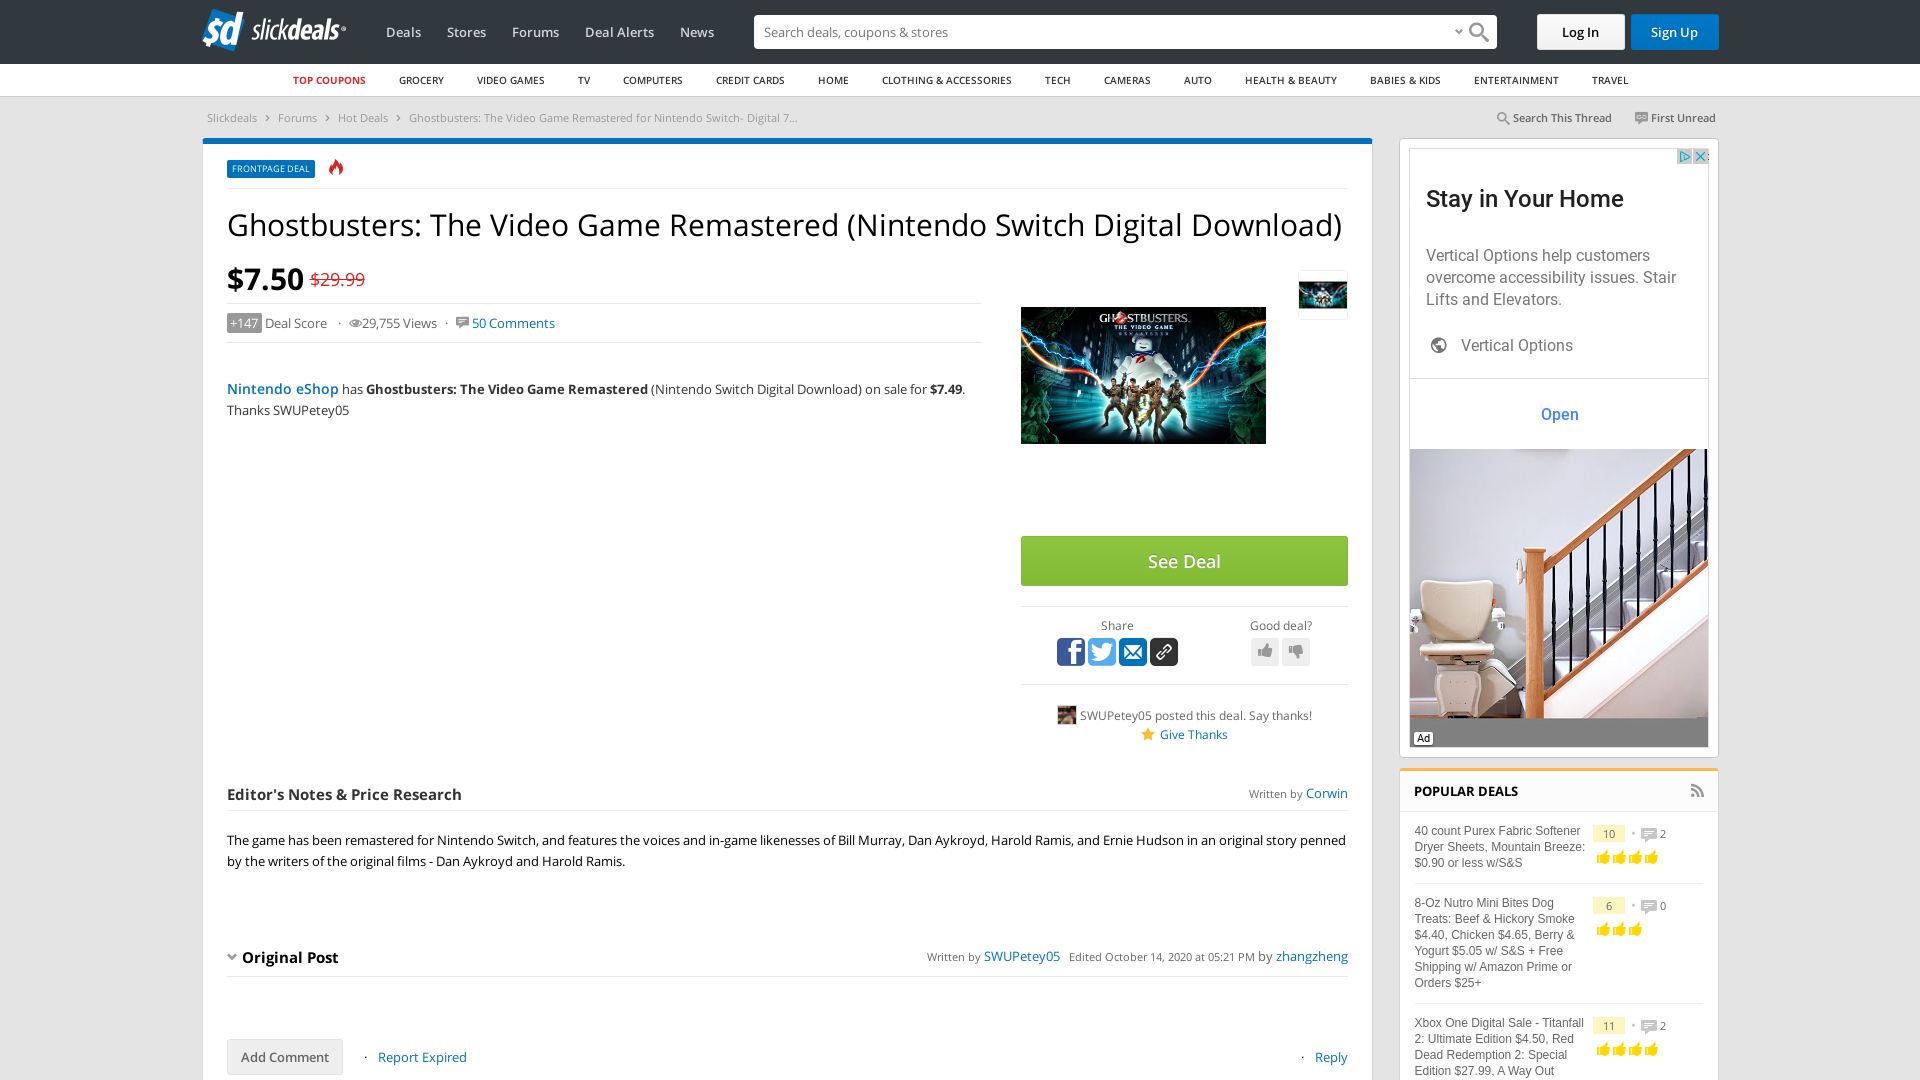 slickdeals
Deals Stores Forums Deal Alerts News
Search deals, coupons & stores
Log In
Sign Up
TOP COUPONS GROCERY VIDEO GAMES TV COMPUTERS CREDIT CARDS HOME CLOTHING & ACCESSORIES TECH CAMERAS AUTO HEALTH & BEAUTY BABIES & KIDS ENTERTAINMENT TRAVEL
Slickdeals > Forums > Hot Deals > Ghostbusters: The Video Game Remastered for Nintendo Switch- Digital 7...
Search This Thread First Unread
FRONTPAGE DEAL
Ghostbusters: The Video Game Remastered (Nintendo Switch Digital Download)
$7.50 $29.99
+147 Deal Score · 29,755 Views · 50 Comments
Nintendo eShop has Ghostbusters: The Video Game Remastered (Nintendo Switch Digital Download) on sale for $7.49.
Thanks SWUPetey05
GHOSTBUSTERS
THE VIDEO GAME
REMASTERED
See Deal
Share
Good deal?
SWUPetey05 posted this deal. Say thanks!
Give Thanks
Editor's Notes & Price Research
Written by Corwin
The game has been remastered for Nintendo Switch, and features the voices and in-game likenesses of Bill Murray, Dan Aykroyd, Harold Ramis, and Ernie Hudson in an original story penned
by the writers of the original films - Dan Aykroyd and Harold Ramis.
Original Post
Written by SWUPetey05 Edited October 14, 2020 at 05:21 PM by zhangzheng
Add Comment · Report Expired
· Reply
Stay in Your Home
Vertical Options help customers
overcome accessibility issues. Stair
Lifts and Elevators.
Vertical Options
Open
Ad
POPULAR DEALS
40 count Purex Fabric Softener
Dryer Sheets, Mountain Breeze:
$0.90 or less w/S&S
10 · 2
8-Oz Nutro Mini Bites Dog
Treats: Beef & Hickory Smoke
$4.40, Chicken $4.65, Berry &
Yogurt $5.05 w/ S&S + Free
Shipping w/ Amazon Prime or
Orders $25+
6 · 0
Xbox One Digital Sale - Titanfall
2: Ultimate Edition $4.50, Red
Dead Redemption 2: Special
Edition $27.99, A Way Out
11 · 2